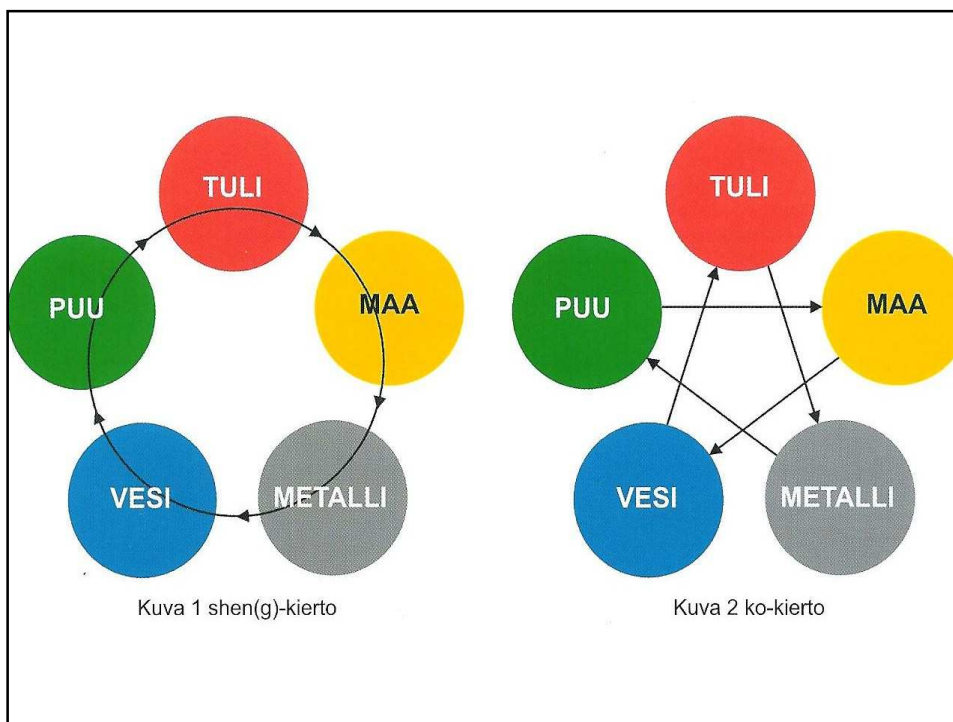 TULI
PUU
MAA
VESI
METALLI
Kuva 1 shen(g)-kierto
TULI
PUU
MAA
VESI
METALLI
Kuva 2 ko-kierto